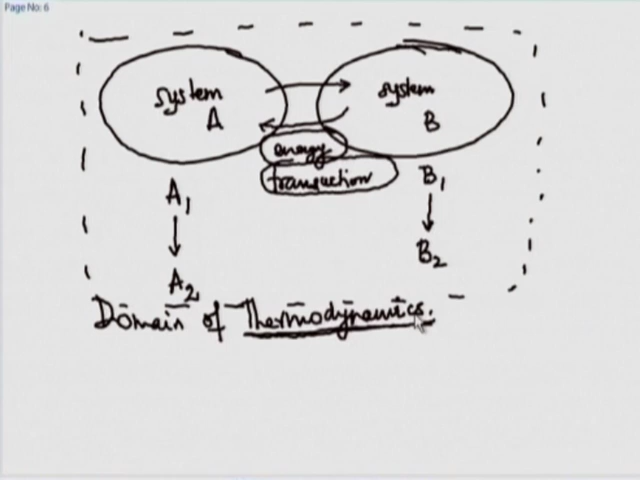 Page No: 6
system
A
system
B
energy
transaction
A1
A2
B1
B2
Domain of Thermodynamics.